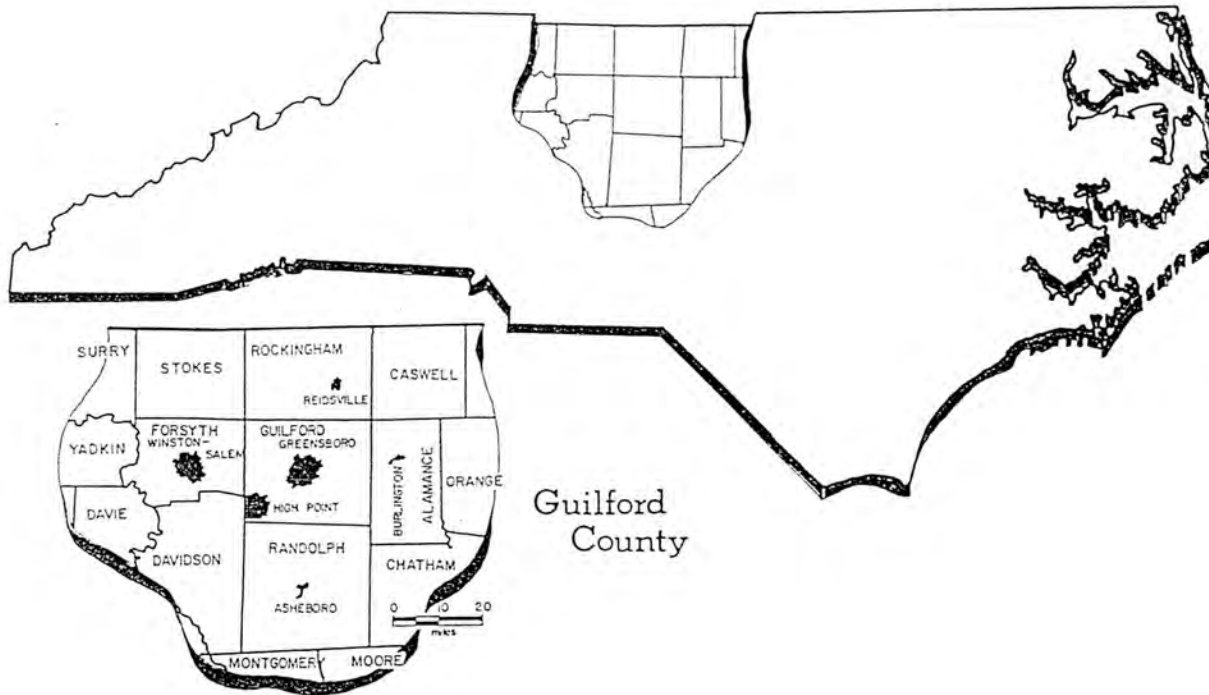 SURRY
STOKES
ROCKINGHAM
REIDSVILLE
CASWELL
YADKIN
FORSYTH
WINSTON-
SALEM
GUILFORD
GREENSBORO
HIGH POINT
BURLINGTON
ALAMANCE
ORANGE
DAVIE
DAVIDSON
RANDOLPH
ASHEBORO
CHATHAM
0 10 20
miles
MONTGOMERY
MOORE
Guilford
County